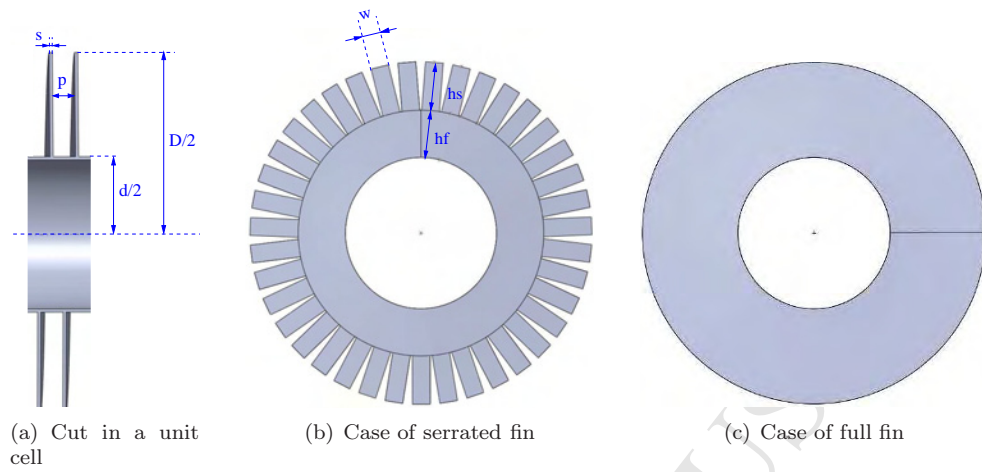 s
w
p
hs
D/2
hf
d/2
(a) Cut in a unit
cell
(b) Case of serrated fin
(c) Case of full fin